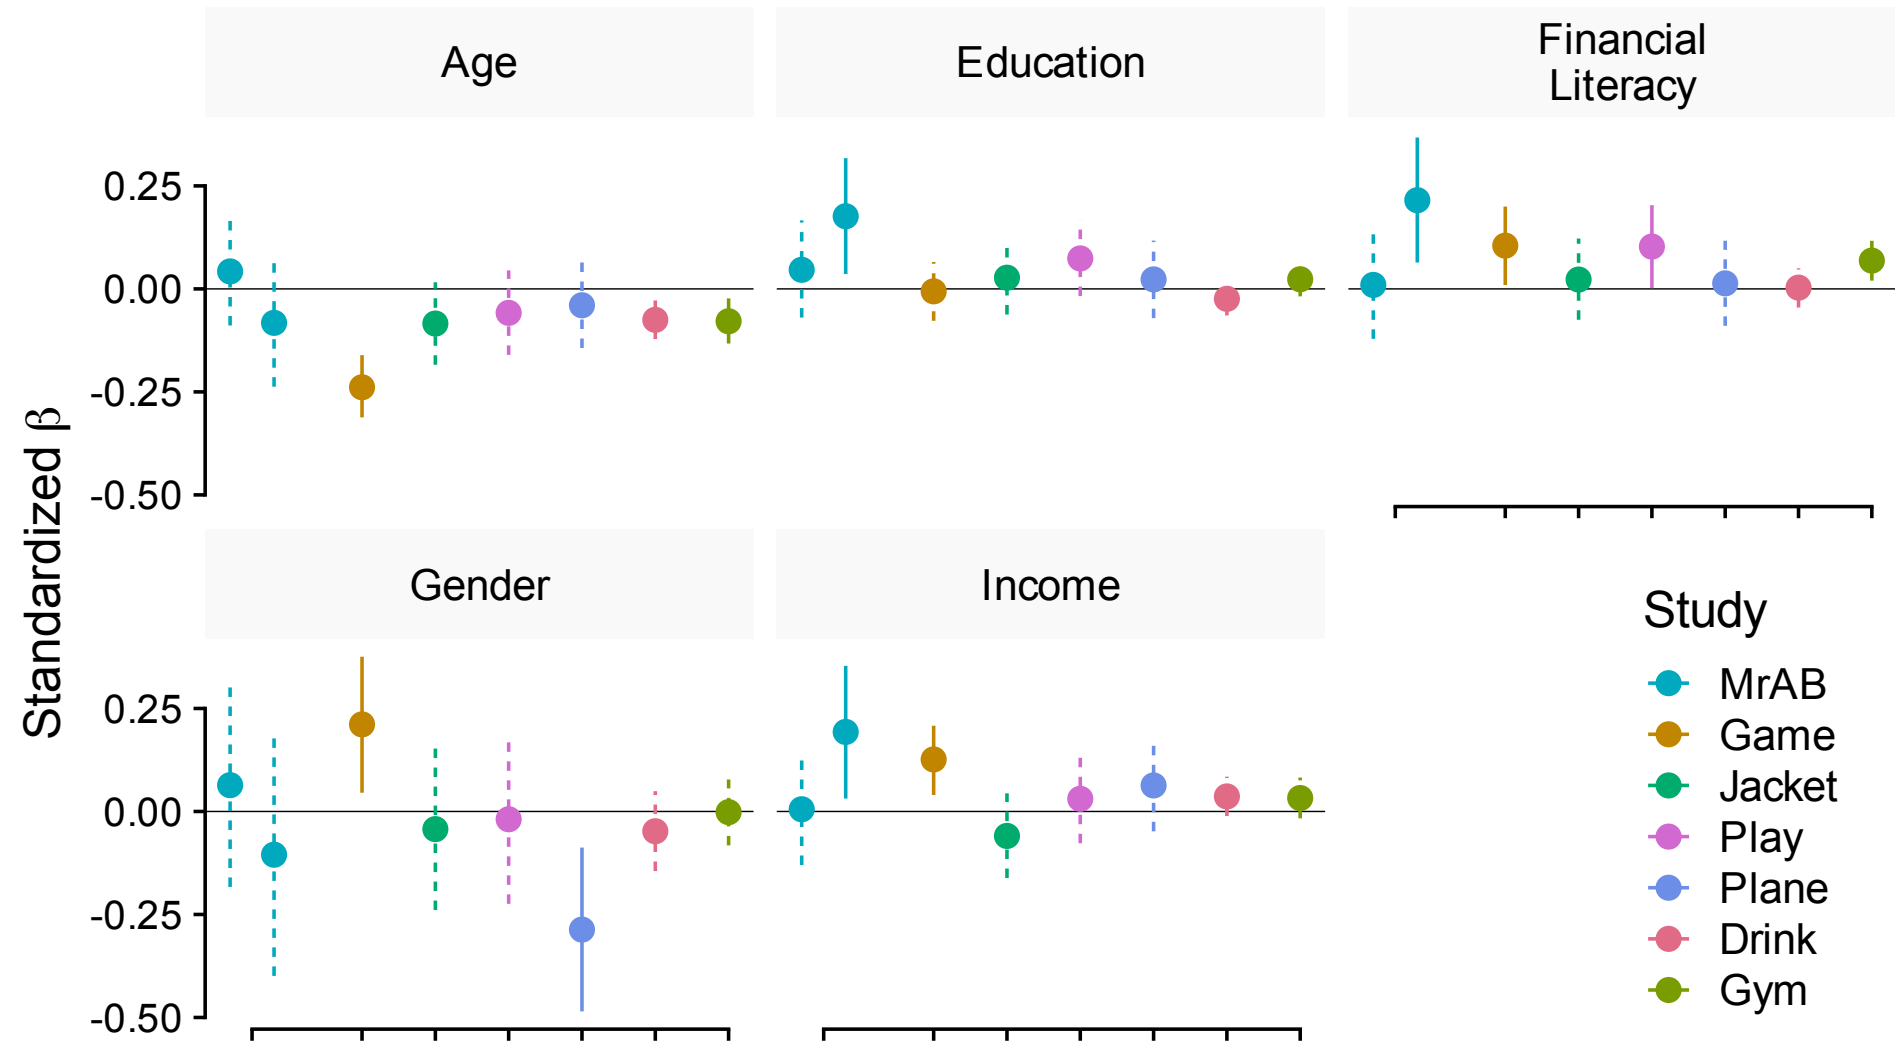 Age
Education
Financial
Literacy
0.25
0.00
-0.25
-0.50
Standardized β
Gender
Income
0.25
0.00
-0.25
-0.50
Study
MrAB
Game
Jacket
Play
Plane
Drink
Gym